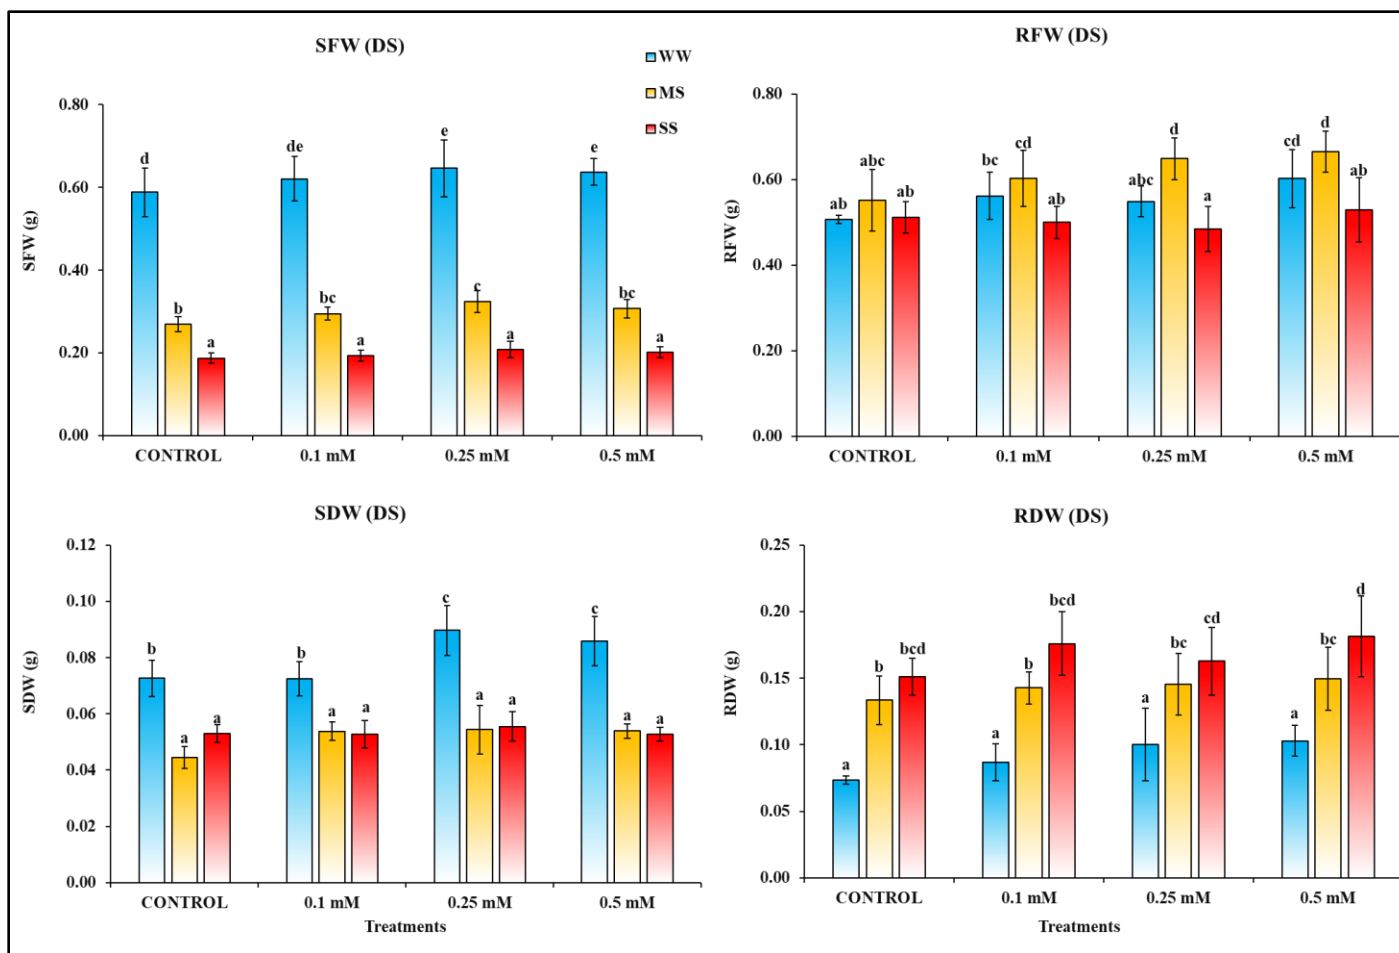 SFW (DS)
WW
MS
SS
SFW (g)
0.80
0.60
0.40
0.20
0.00
d
b
a
de
bc
a
e
c
a
e
bc
a
CONTROL
0.1 mM
0.25 mM
0.5 mM
RFW (DS)
RFW (g)
0.80
0.60
0.40
0.20
0.00
ab
abc
ab
bc
cd
ab
abc
d
a
cd
d
ab
CONTROL
0.1 mM
0.25 mM
0.5 mM
SDW (DS)
SDW (g)
0.12
0.10
0.08
0.06
0.04
0.02
0.00
b
a
a
b
a
a
c
a
a
c
a
a
CONTROL
0.1 mM
0.25 mM
0.5 mM
Treatments
RDW (DS)
RDW (g)
0.25
0.20
0.15
0.10
0.05
0.00
a
b
bcd
a
b
bcd
a
bc
cd
a
bc
d
CONTROL
0.1 mM
0.25 mM
0.5 mM
Treatments